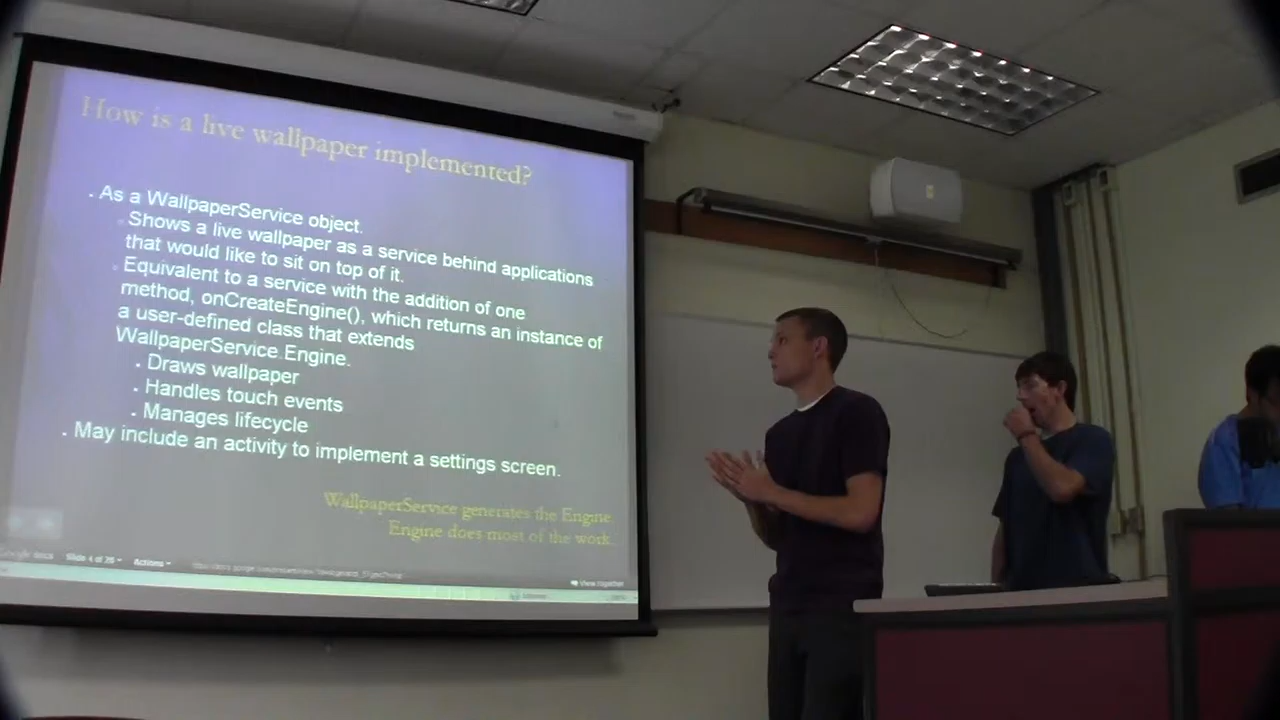 How is a live wallpaper implemented?
. As a WallpaperService object.
Shows a live wallpaper as a service behind applications
that would like to sit on top of it.
Equivalent to a service with the addition of one
method, onCreateEngine(), which returns an instance of
a user-defined class that extends
WallpaperService.Engine.
. Draws wallpaper
. Handles touch events
. Manages lifecycle
. May include an activity to implement a settings screen.
WallpaperService generates the Engine.
Engine does most of the work.
Google docs Slide 4 of 26 Actions
View together